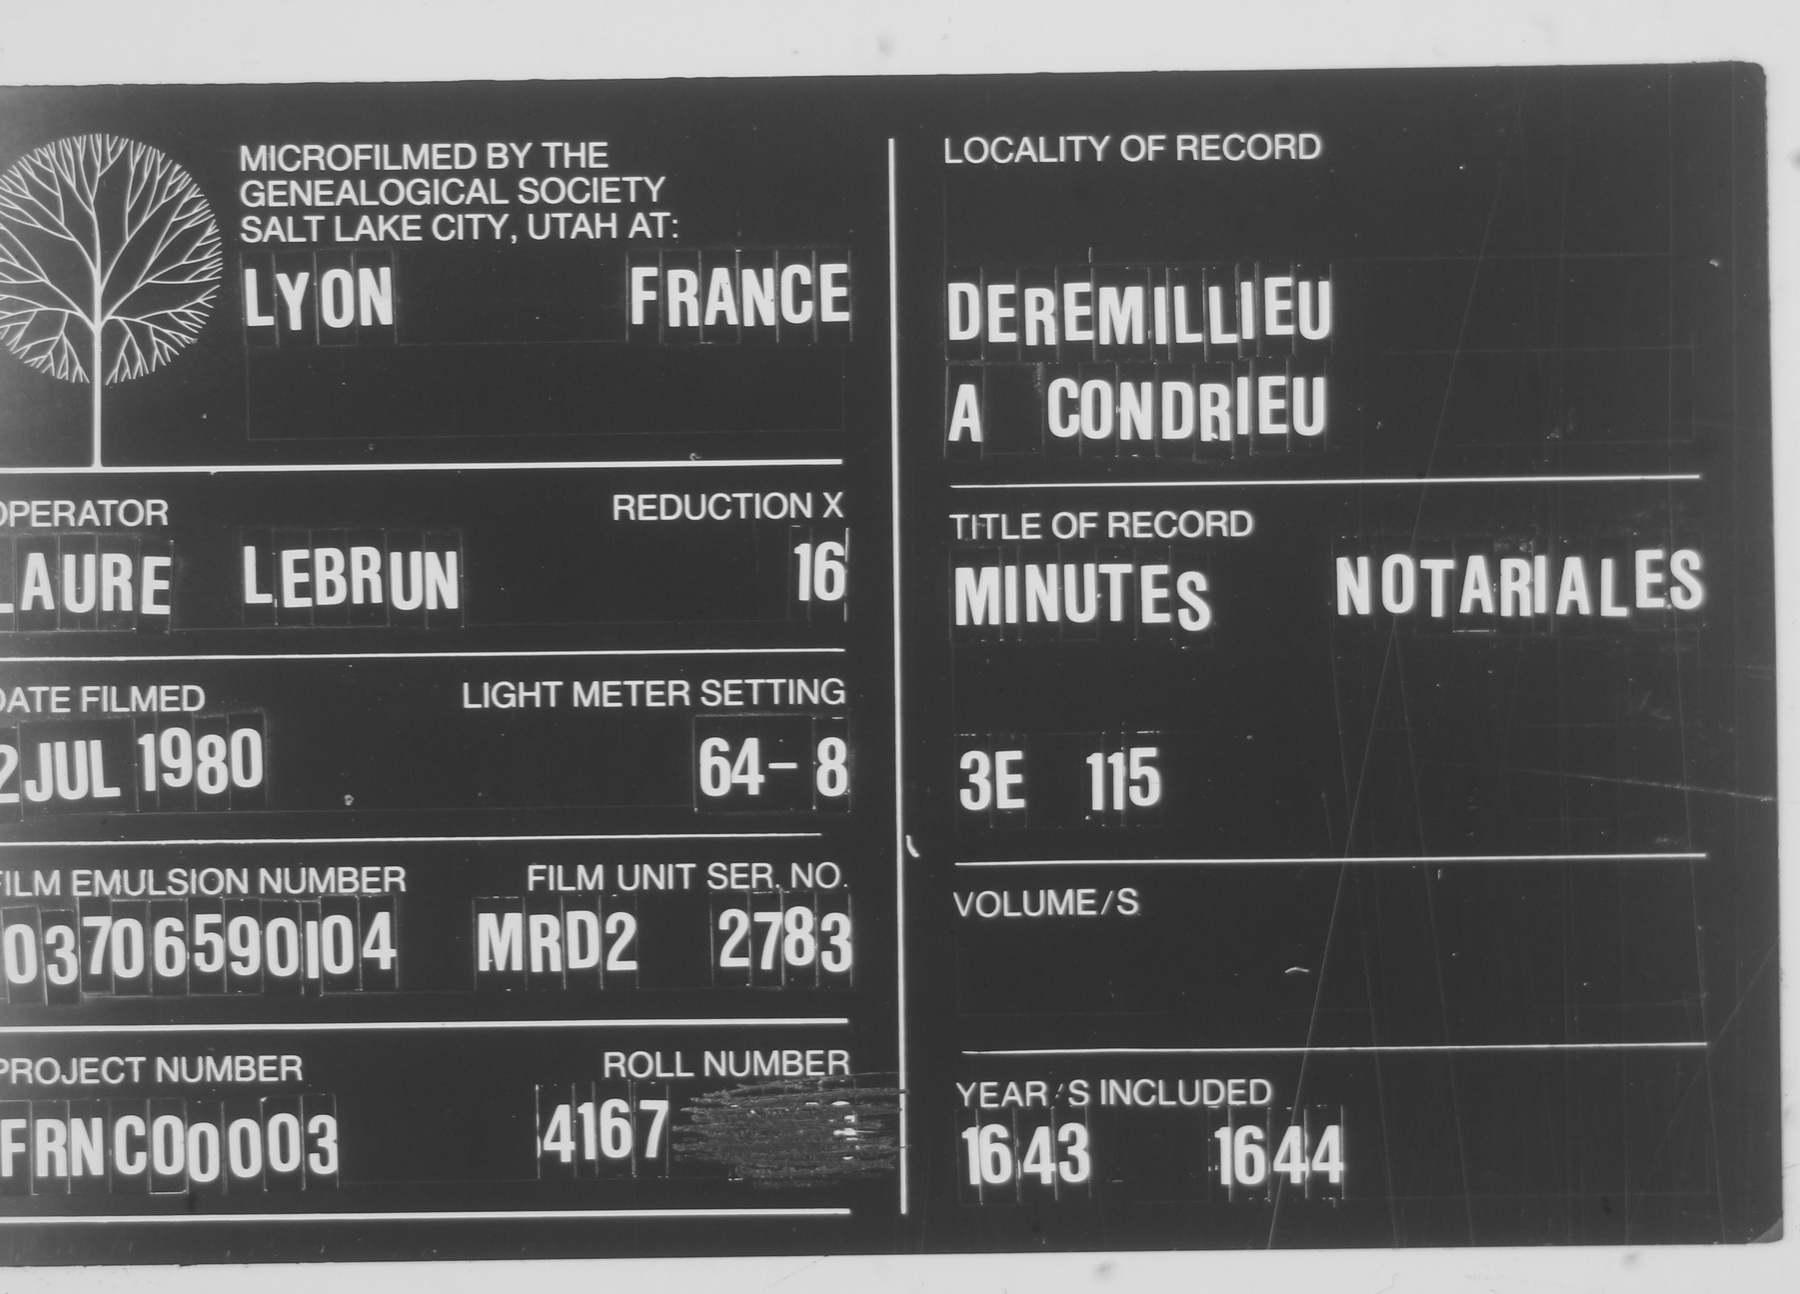 MICROFILMED BY THE
GENEALOGICAL SOCIETY
SALT LAKE CITY, UTAH AT:
LYON FRANCE
OPERATOR REDUCTION X
LAURE LEBRUN 16
DATE FILMED LIGHT METER SETTING
2 JUL 1980 64-8
FILM EMULSION NUMBER FILM UNIT SER. NO.
03706590104 MRD2 2783
PROJECT NUMBER ROLL NUMBER
FRNC00003 4167
LOCALITY OF RECORD
DEREMILLIEU
A CONDRIEU
TITLE OF RECORD
MINUTES NOTARIALES
3E 115
VOLUME/S
YEAR/S INCLUDED
1643 1644